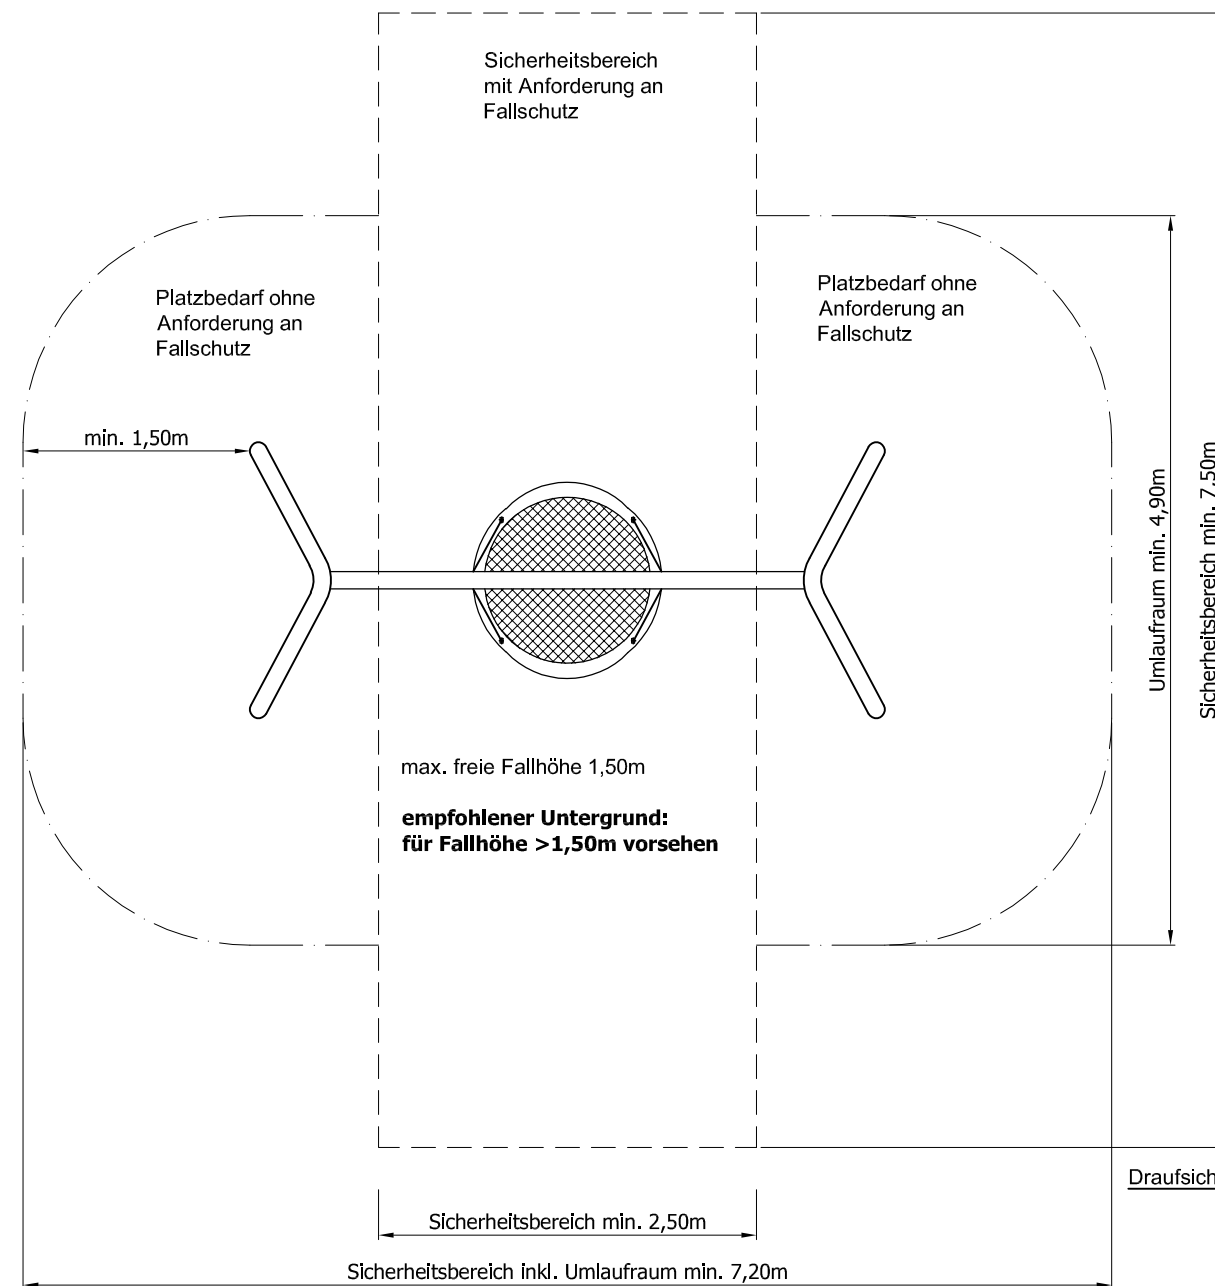 Sicherheitsbereich
mit Anforderung an
Fallschutz
Platzbedarf ohne
Anforderung an
Fallschutz
Platzbedarf ohne
Anforderung an
Fallschutz
min. 1,50m
Umlaufraum min. 4,90m
Sicherheitsbereich min. 7,50m
max. freie Fallhöhe 1,50m
empfohlener Untergrund:
für Fallhöhe >1,50m vorsehen
Draufsich
Sicherheitsbereich min. 2,50m
Sicherheitsbereich inkl. Umlaufraum min. 7,20m